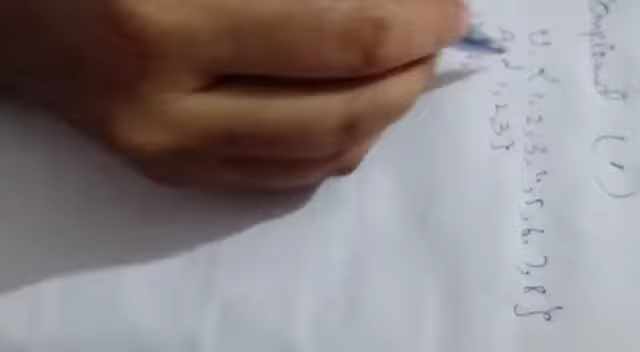 (')
U {1,2,3,4,5,6,7,8}
A { 1,2,3}